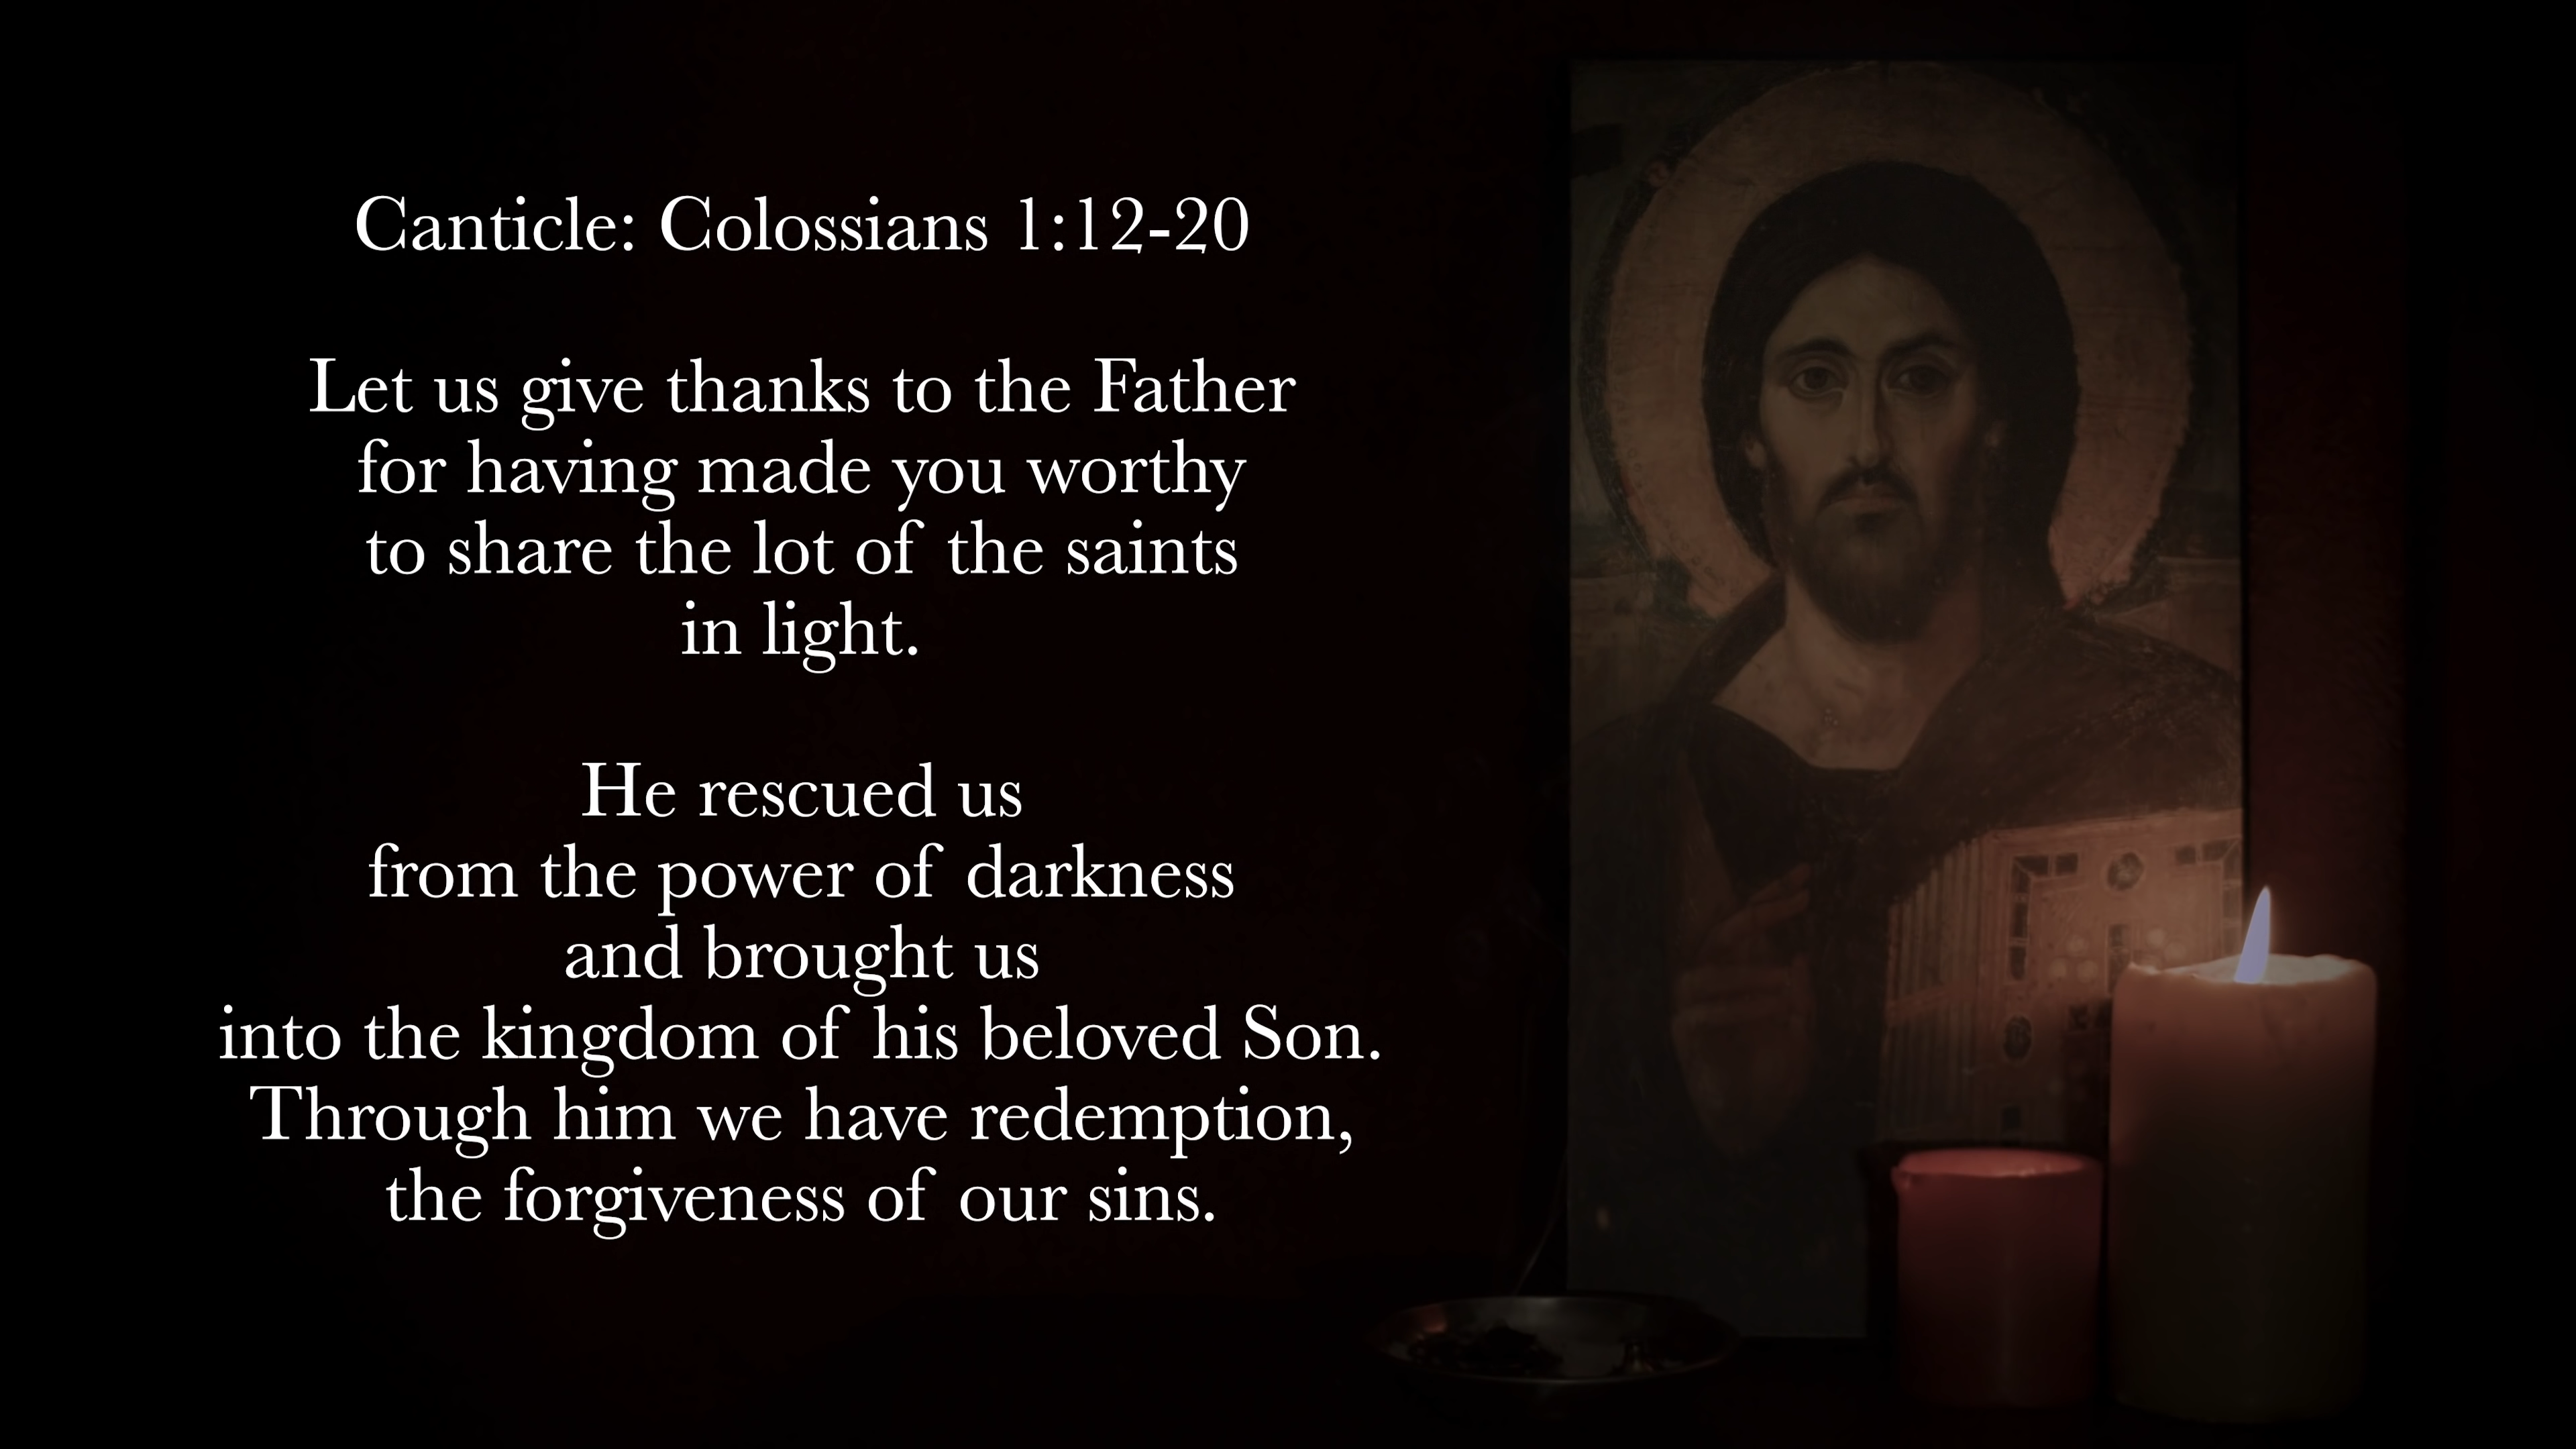 Canticle: Colossians 1:12-20
Let us give thanks to the Father
for having made you worthy
to share the lot of the saints
in light.
He rescued us
from the power of darkness
and brought us
into the kingdom of his beloved Son.
Through him we have redemption,
the forgiveness of our sins.